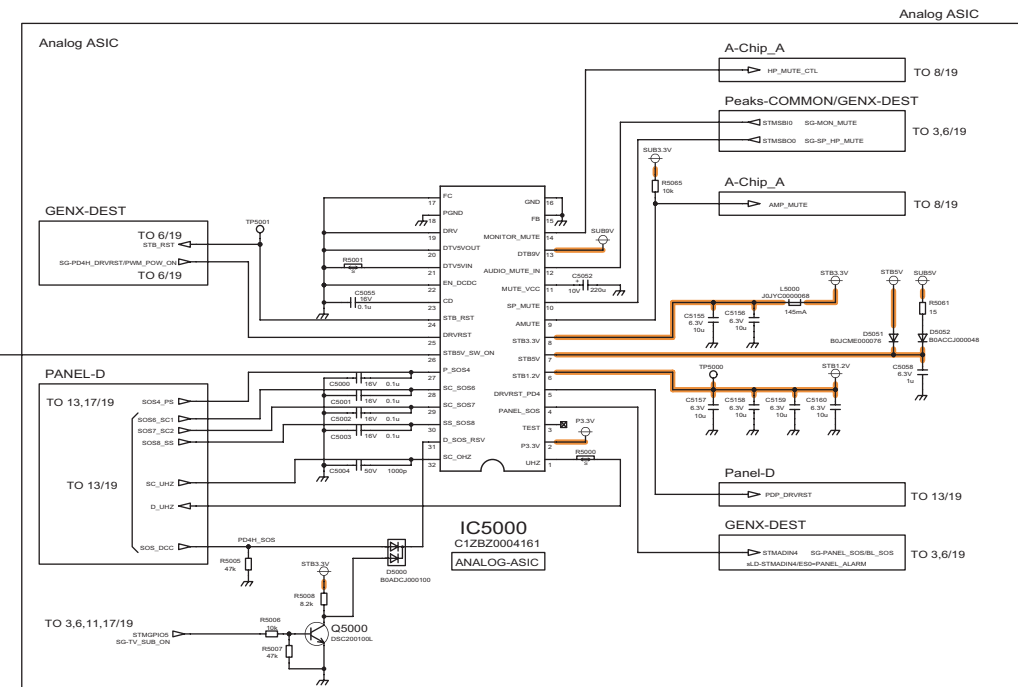 Analog ASIC
Analog ASIC
A-Chip_A
HP_MUTE_CTL
TO 8/19
Peaks-COMMON/GENX-DEST
STMSBI0 SG-MON_MUTE
STMSBO0 SG-SP_HP_MUTE
TO 3,6/19
SUB3.3V
R5065
10k
A-Chip_A
AMP_MUTE
TO 8/19
GENX-DEST
TO 6/19
STB_RST
SG-PD4H_DRVRST/PWM_POW_ON
TO 6/19
TP5001
R5001
S
C5055
16V
0.1u
FC
17
PGND
18
DRV
19
DTV5VOUT
20
DTV5VIN
21
EN_DCDC
22
CD
23
STB_RST
24
DRVRST
25
STB5V_SW_ON
26
P_SOS4
27
SC_SOS6
28
SC_SOS7
29
SS_SOS8
30
D_SOS_RSV
31
SC_OHZ
32
GND
16
FB
15
MONITOR_MUTE
14
DTB9V
13
AUDIO_MUTE_IN
12
MUTE_VCC
11
SP_MUTE
10
AMUTE
9
STB3.3V
8
STB5V
7
STB1.2V
6
DRVRST_PD4
5
PANEL_SOS
4
TEST
3
P3.3V
2
UHZ
1
SUB9V
C5052
+
10V 220u
STB3.3V
L5000
J0JYC0000068
145mA
C5155
6.3V
10u
C5156
6.3V
10u
STB5V
SUB5V
R5061
15
D5051
B0JCME000076
D5052
B0ACCJ000048
C5058
6.3V
1u
TP5000
STB1.2V
C5157
6.3V
10u
C5158
6.3V
10u
C5159
6.3V
10u
C5160
6.3V
10u
P3.3V
R5000
S
PANEL-D
TO 13,17/19
SOS4_PS
SOS6_SC1
SOS7_SC2
SOS8_SS
TO 13/19
SC_UHZ
D_UHZ
SOS_DCC
C5000 16V 0.1u
C5001 16V 0.1u
C5002 16V 0.1u
C5003 16V 0.1u
C5004 50V 1000p
PD4H_SOS
R5005
47k
D5000
B0ADCJ000100
IC5000
C1ZBZ0004161
ANALOG-ASIC
Panel-D
PDP_DRVRST
TO 13/19
GENX-DEST
STMADIN4 SG-PANEL_SOS/BL_SOS
sLD-STMADIN4/ES0=PANEL_ALARM
TO 3,6/19
STB3.3V
R5008
8.2k
TO 3,6,11,17/19
STMGPIO5
SG-TV_SUB_ON
R5006
10k
R5007
47k
Q5000
DSC200100L